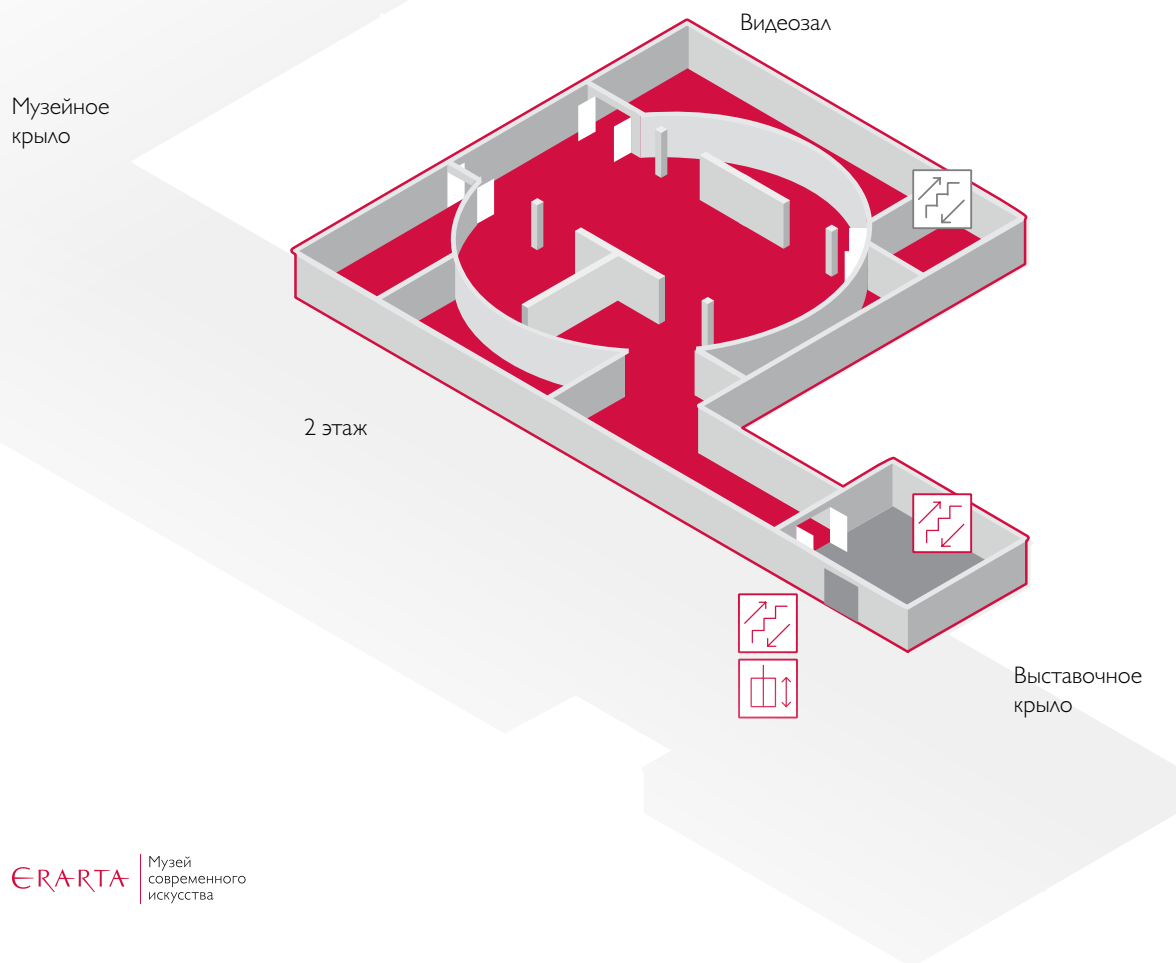 Видеозал
Музейное
крыло
2 этаж
Выставочное
крыло
ERARTA
Музей
современного
искусства